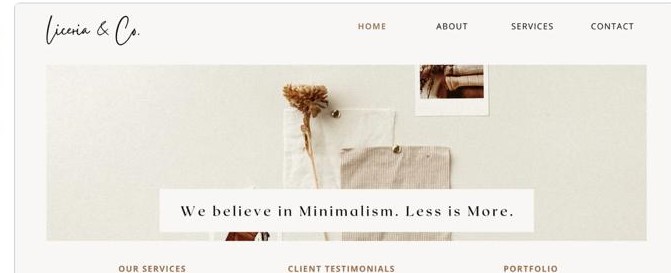 Liceria & Co.
HOME ABOUT SERVICES CONTACT
We believe in Minimalism. Less is More.
OUR SERVICES CLIENT TESTIMONIALS PORTFOLIO